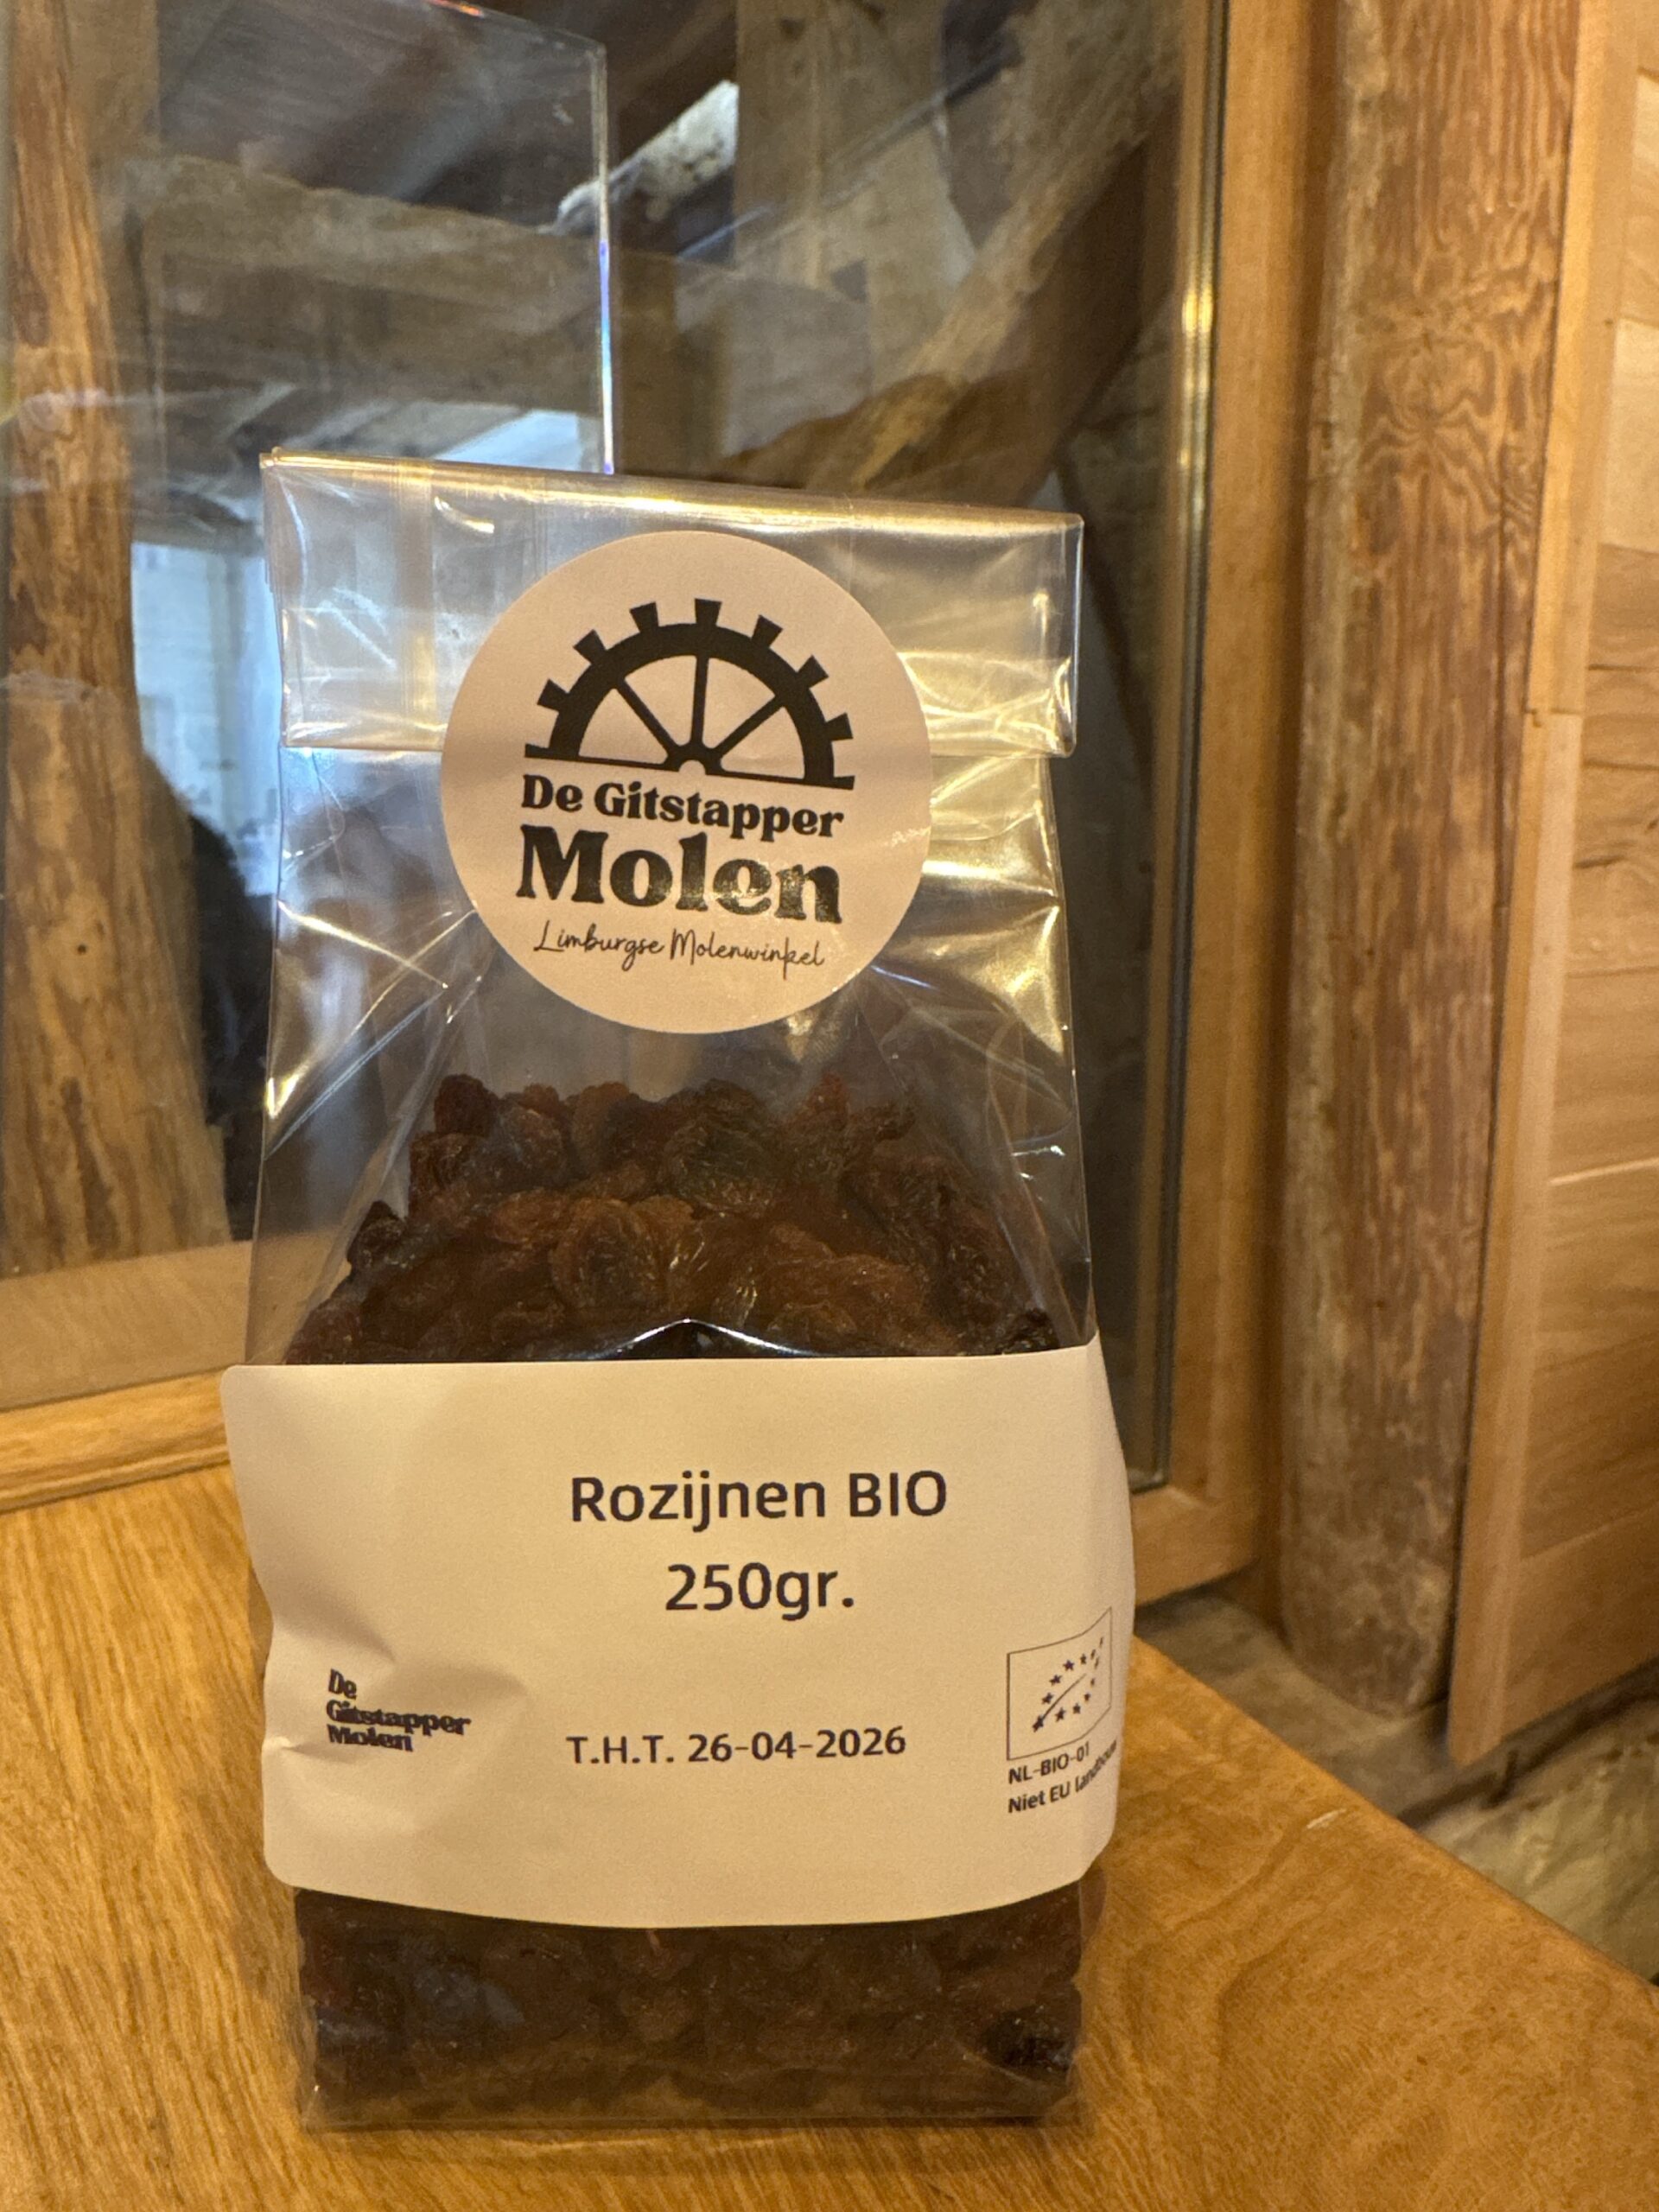 De Gitstapper
Molen
Limburgse Molenwinkel
Rozijnen BIO
250gr.
De
Gitstapper
Molen
T.H.T. 26-04-2026
NL-BIO-01
Niet EU landbouw